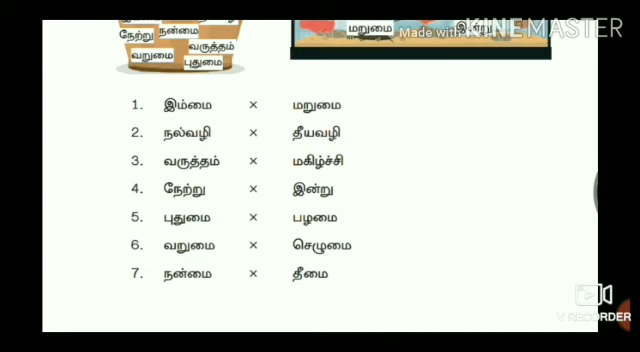 நேற்று நன்மை
வருத்தம்
வறுமை
புதுமை
மறுமை Made with KINEMASTER
1. இம்மை × மறுமை
2. நல்வழி × தீயவழி
3. வருத்தம் × மகிழ்ச்சி
4. நேற்று × இன்று
5. புதுமை × பழமை
6. வறுமை × செழுமை
7. நன்மை × தீமை
V RECORDER